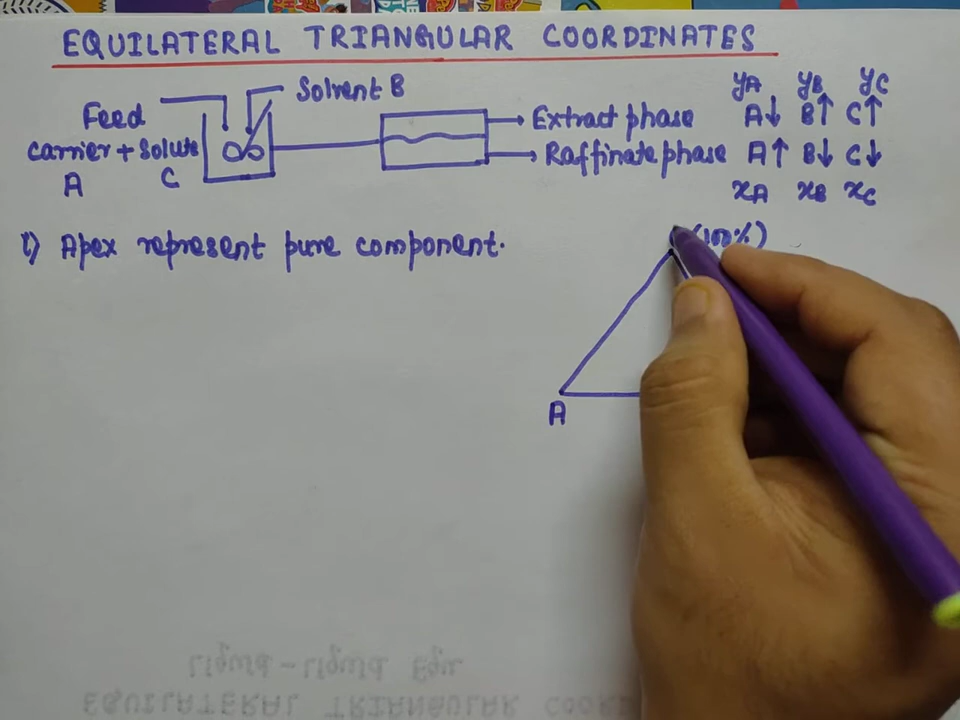 EQUILATERAL TRIANGULAR COORDINATES
Solvent B
Feed
Carrier + Solute
A C
Extract phase
Raffinate phase
yA yB yC
A↓ B↑ C↑
A↑ B↓ C↓
xA xB xC
1) Apex represent pure component.
(100%)
A